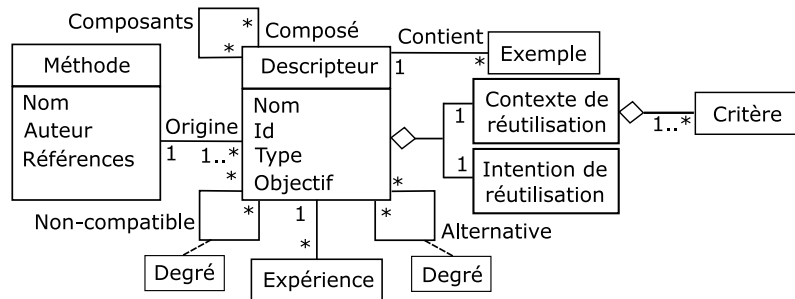 Composants
*
*
Composé
Contient
1
*
Exemple
Méthode
Nom
Auteur
Références
Origine
1
1..*
Descripteur
Nom
Id
Type
Objectif
1
1
Contexte de
réutilisation
1..*
Critère
Intention de
réutilisation
*
*
Non-compatible
Degré
1
*
Expérience
*
*
Alternative
Degré